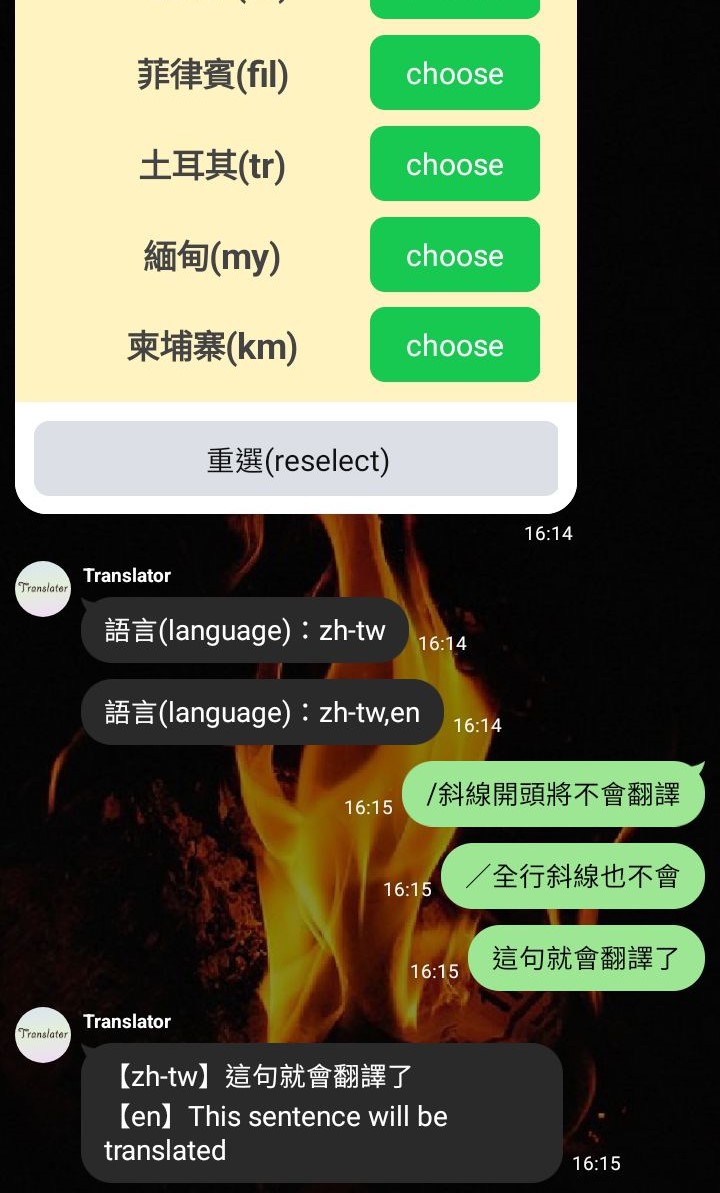 菲律賓(fil)
choose
土耳其(tr)
choose
緬甸(my)
choose
柬埔寨(km)
choose
重選(reselect)
16:14
Translator
Translator
語言(language)：zh-tw
16:14
語言(language)：zh-tw,en
16:14
/斜線開頭將不會翻譯
16:15
／全行斜線也不會
16:15
這句就會翻譯了
16:15
Translator
Translator
【zh-tw】這句就會翻譯了
【en】This sentence will be
translated
16:15